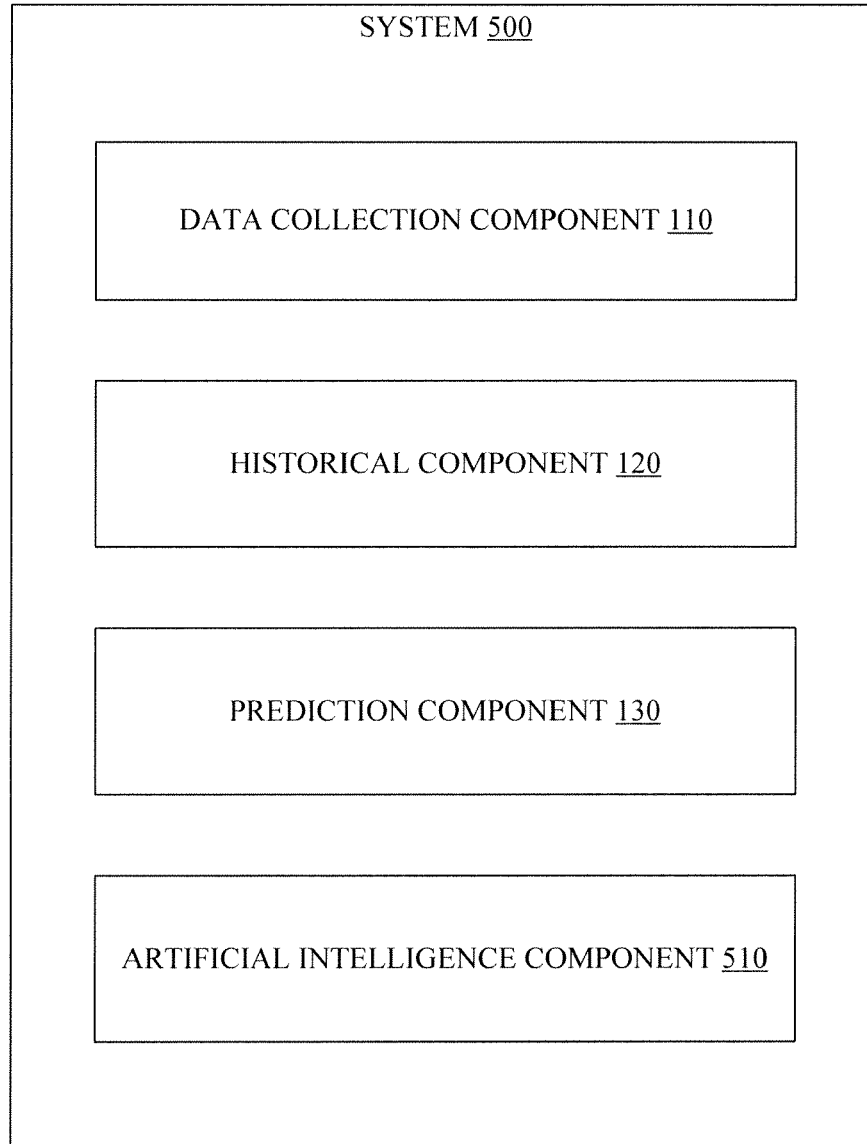 SYSTEM 500
DATA COLLECTION COMPONENT 110
HISTORICAL COMPONENT 120
PREDICTION COMPONENT 130
ARTIFICIAL INTELLIGENCE COMPONENT 510